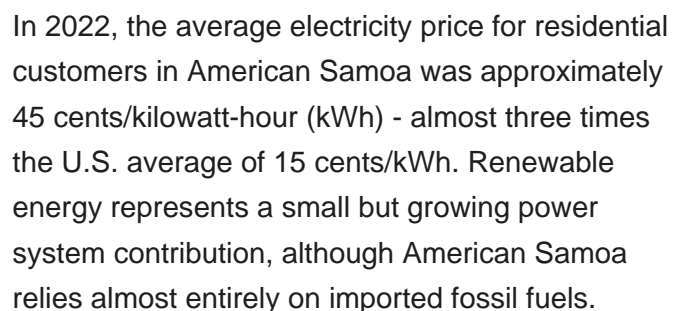 In 2022, the average electricity price for residential
customers in American Samoa was approximately
45 cents/kilowatt-hour (kWh) - almost three times
the U.S. average of 15 cents/kWh. Renewable
energy represents a small but growing power
system contribution, although American Samoa
relies almost entirely on imported fossil fuels.